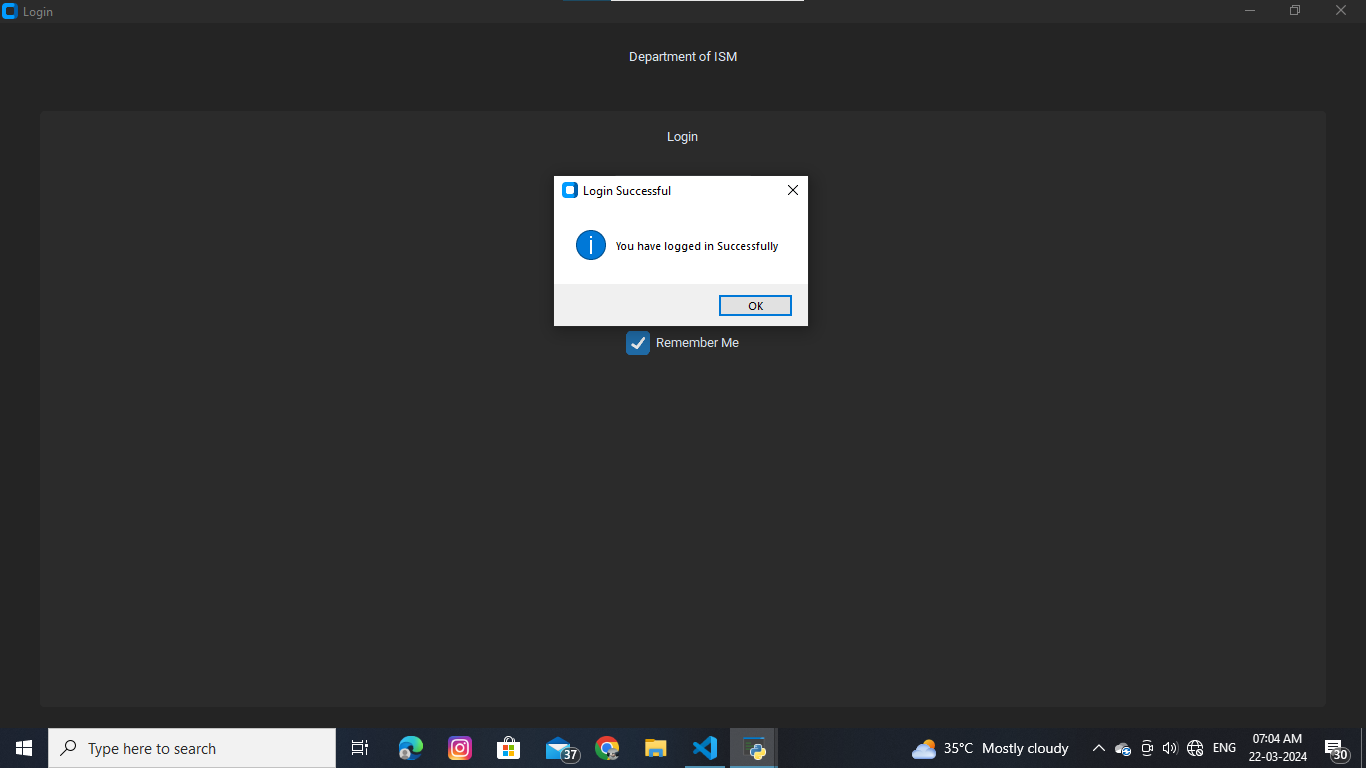 Login
Department of ISM
Login
Login Successful
You have logged in Successfully
OK
Remember Me
Type here to search
37
35°C Mostly cloudy
ENG
07:04 AM
22-03-2024
30